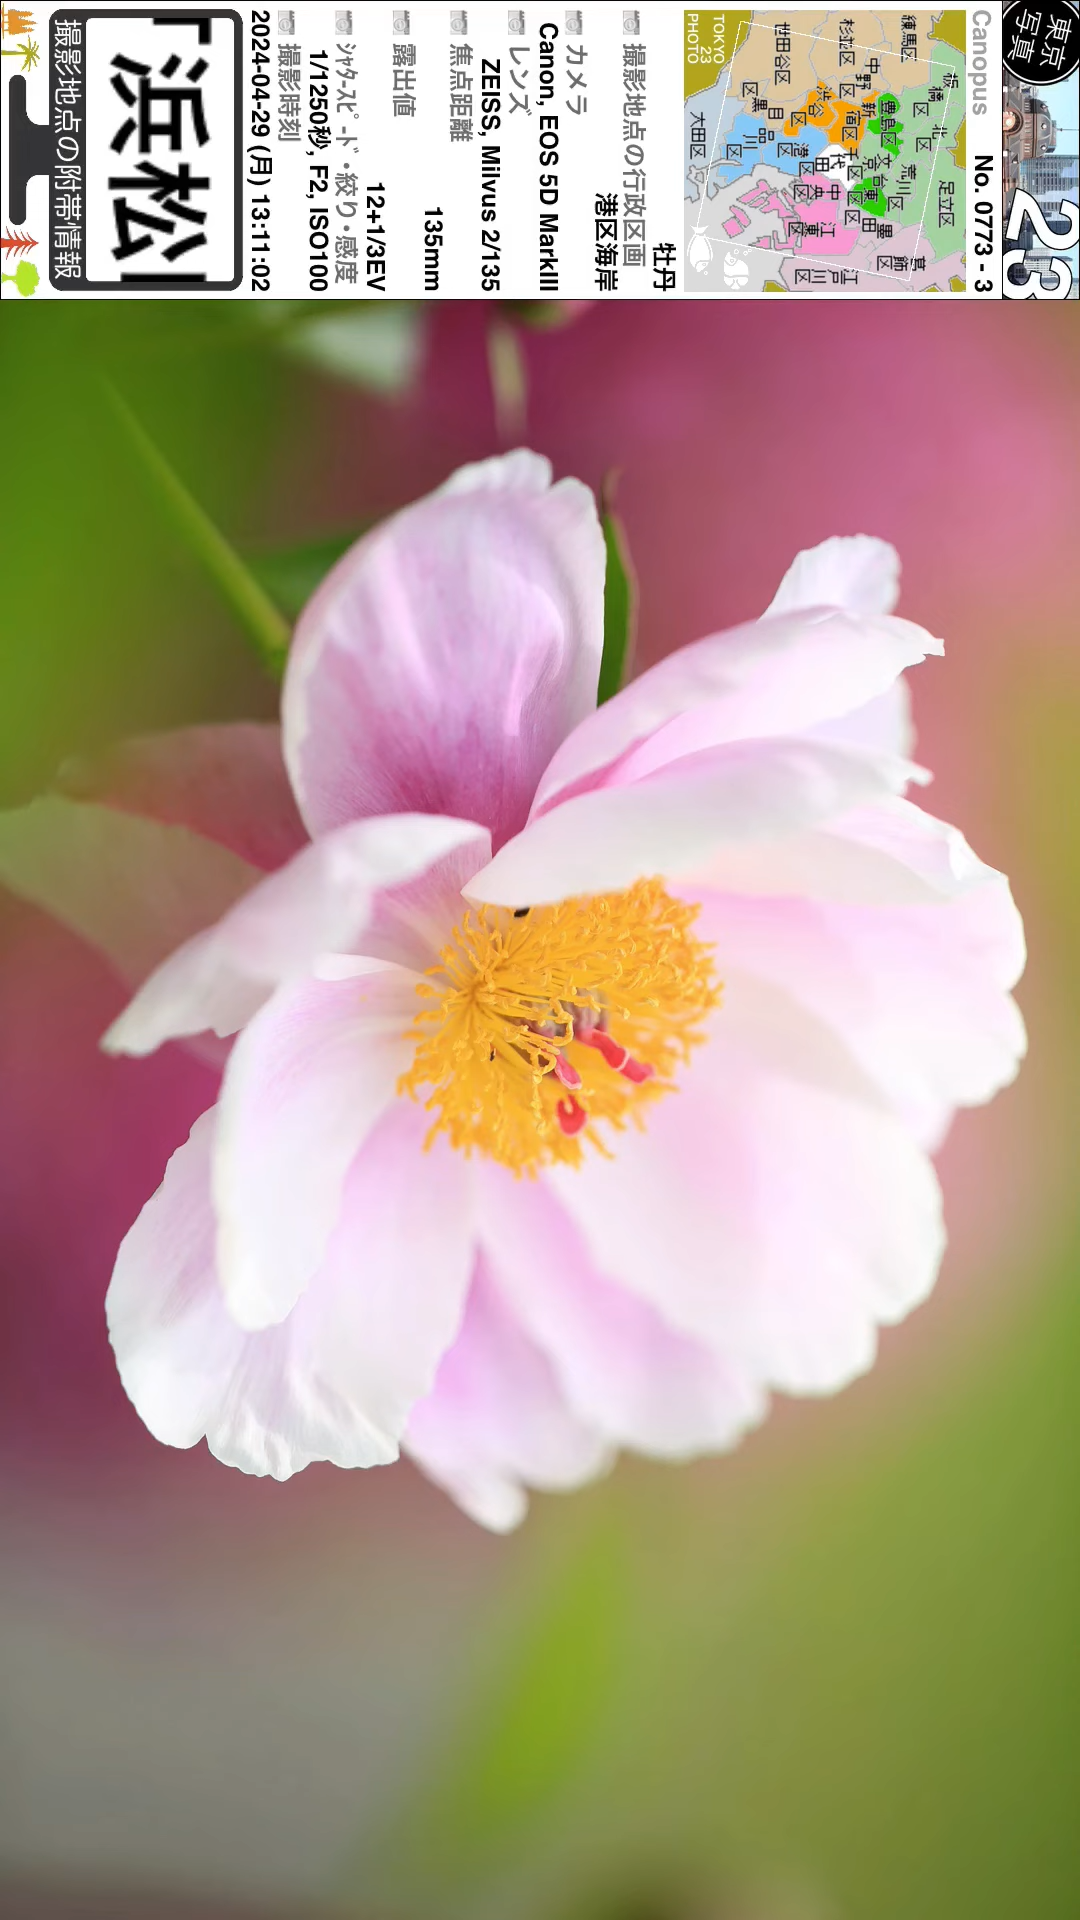 東京
写真
23
Canopus No. 0773 - 3
練馬区
板橋区
北区
足立区
杉並区
中野区
豊島区
荒川区
葛飾区
世田谷区
渋谷区
新宿区
文京区
台東区
墨田区
目黒区
港区
千代田区
中央区
江東区
江戸川区
品川区
大田区
TOKYO
23
PHOTO
牡丹
撮影地点の行政区画
港区海岸
カメラ
Canon, EOS 5D MarkIII
レンズ
ZEISS, Milvus 2/135
焦点距離
135mm
露出値
12+1/3EV
ｼｬｯﾀｰｽﾋﾟｰﾄﾞ・絞り・感度
1/1250秒, F2, ISO100
撮影時刻
2024-04-29 (月) 13:11:02
「浜松
撮影地点の附帯情報